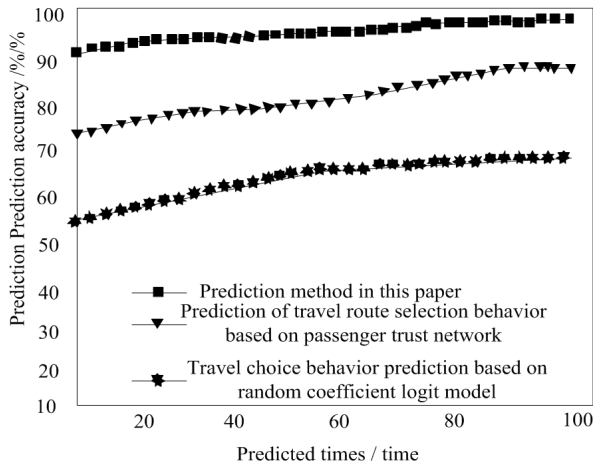 100
90
80
70
60
50
40
30
20
10
Prediction Prediction accuracy /%/%
Prediction method in this paper
Prediction of travel route selection behavior
based on passenger trust network
Travel choice behavior prediction based on
random coefficient logit model
20 40 60 80 100
Predicted times / time